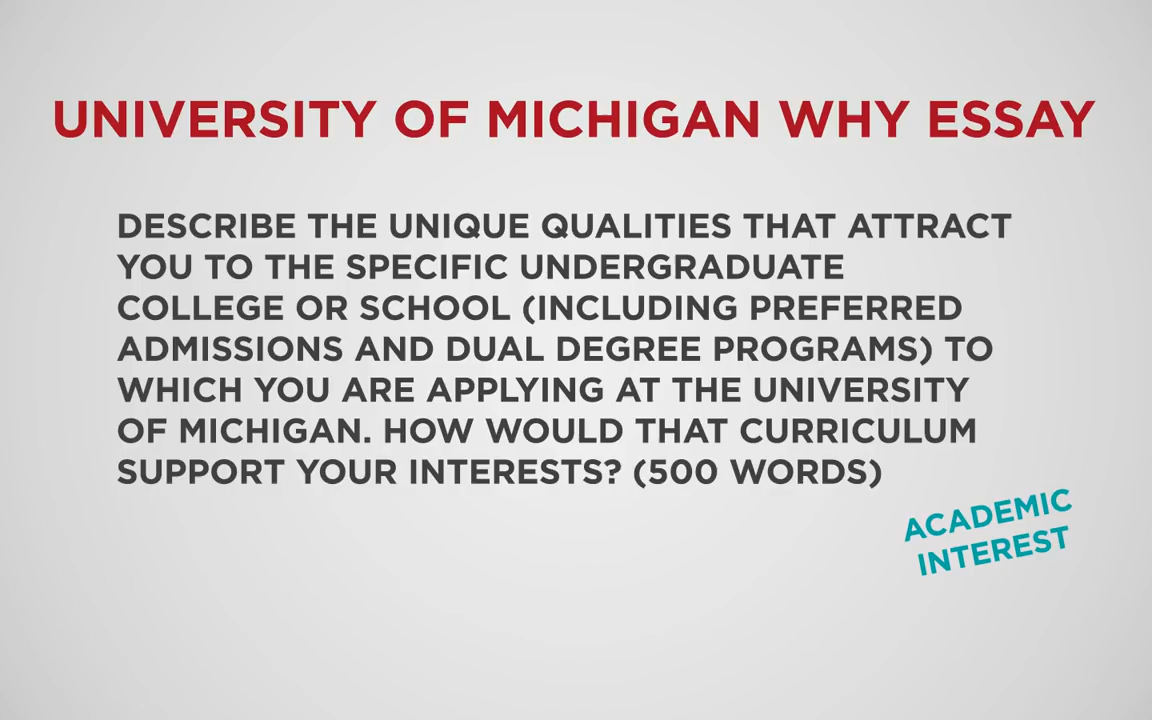 UNIVERSITY OF MICHIGAN WHY ESSAY
DESCRIBE THE UNIQUE QUALITIES THAT ATTRACT
YOU TO THE SPECIFIC UNDERGRADUATE
COLLEGE OR SCHOOL (INCLUDING PREFERRED
ADMISSIONS AND DUAL DEGREE PROGRAMS) TO
WHICH YOU ARE APPLYING AT THE UNIVERSITY
OF MICHIGAN. HOW WOULD THAT CURRICULUM
SUPPORT YOUR INTERESTS? (500 WORDS)
ACADEMIC
INTEREST